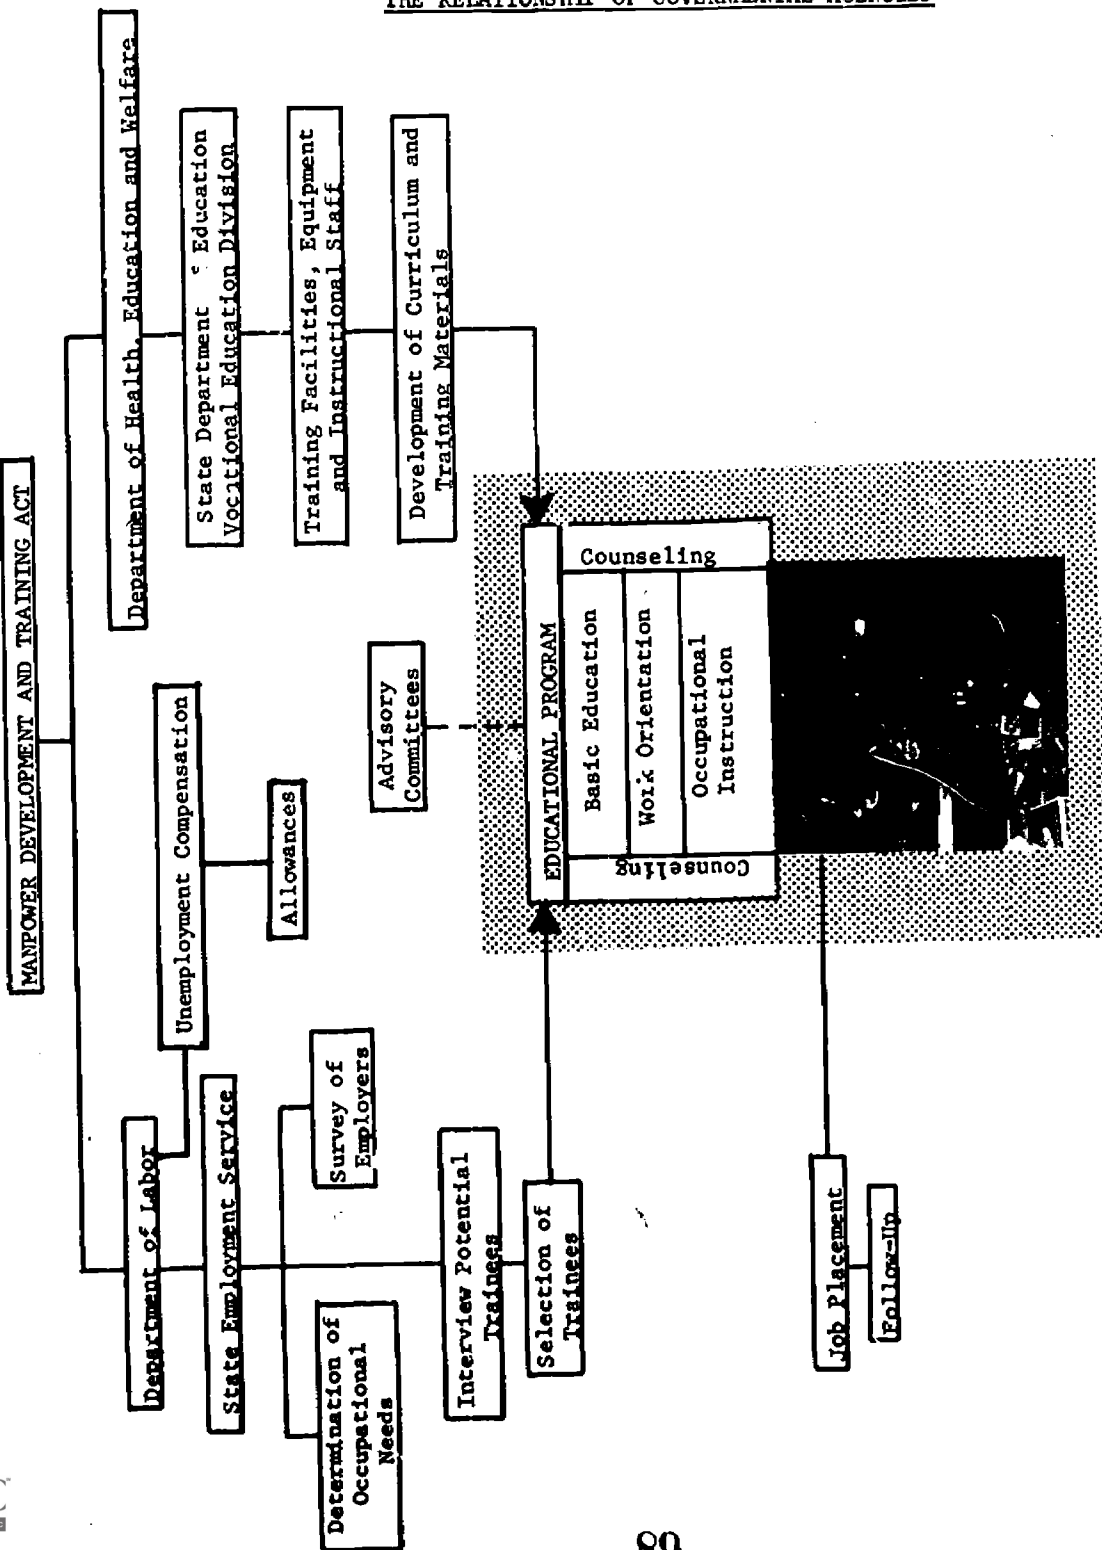 THE RELATIONSHIP OF GOVERNMENTAL AGENCIES
MANPOWER DEVELOPMENT AND TRAINING ACT
Department of Labor
Unemployment Compensation
Department of Health, Education and Welfare
State Employment Service
Allowances
State Department Education
Vocational Education Division
Determination of
Occupational
Needs
Survey of
Employers
Training Facilities, Equipment
and Instructional Staff
Advisory
Committees
Development of Curriculum and
Training Materials
Interview Potential
Trainees
Selection of
Trainees
EDUCATIONAL PROGRAM
Counseling
Basic Education
Work Orientation
Occupational
Instruction
Counseling
Job Placement
Follow-Up